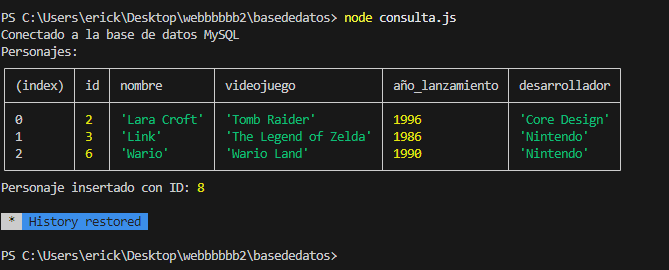 PS C:\Users\erick\Desktop\webbbbbb2\basededatos> node consulta.js
Conectado a la base de datos MySQL
Personajes:
(index) id nombre videojuego año_lanzamiento desarrollador
0 2 'Lara Croft' 'Tomb Raider' 1996 'Core Design'
1 3 'Link' 'The Legend of Zelda' 1986 'Nintendo'
2 6 'Wario' 'Wario Land' 1990 'Nintendo'
Personaje insertado con ID: 8
* History restored
PS C:\Users\erick\Desktop\webbbbbb2\basededatos>